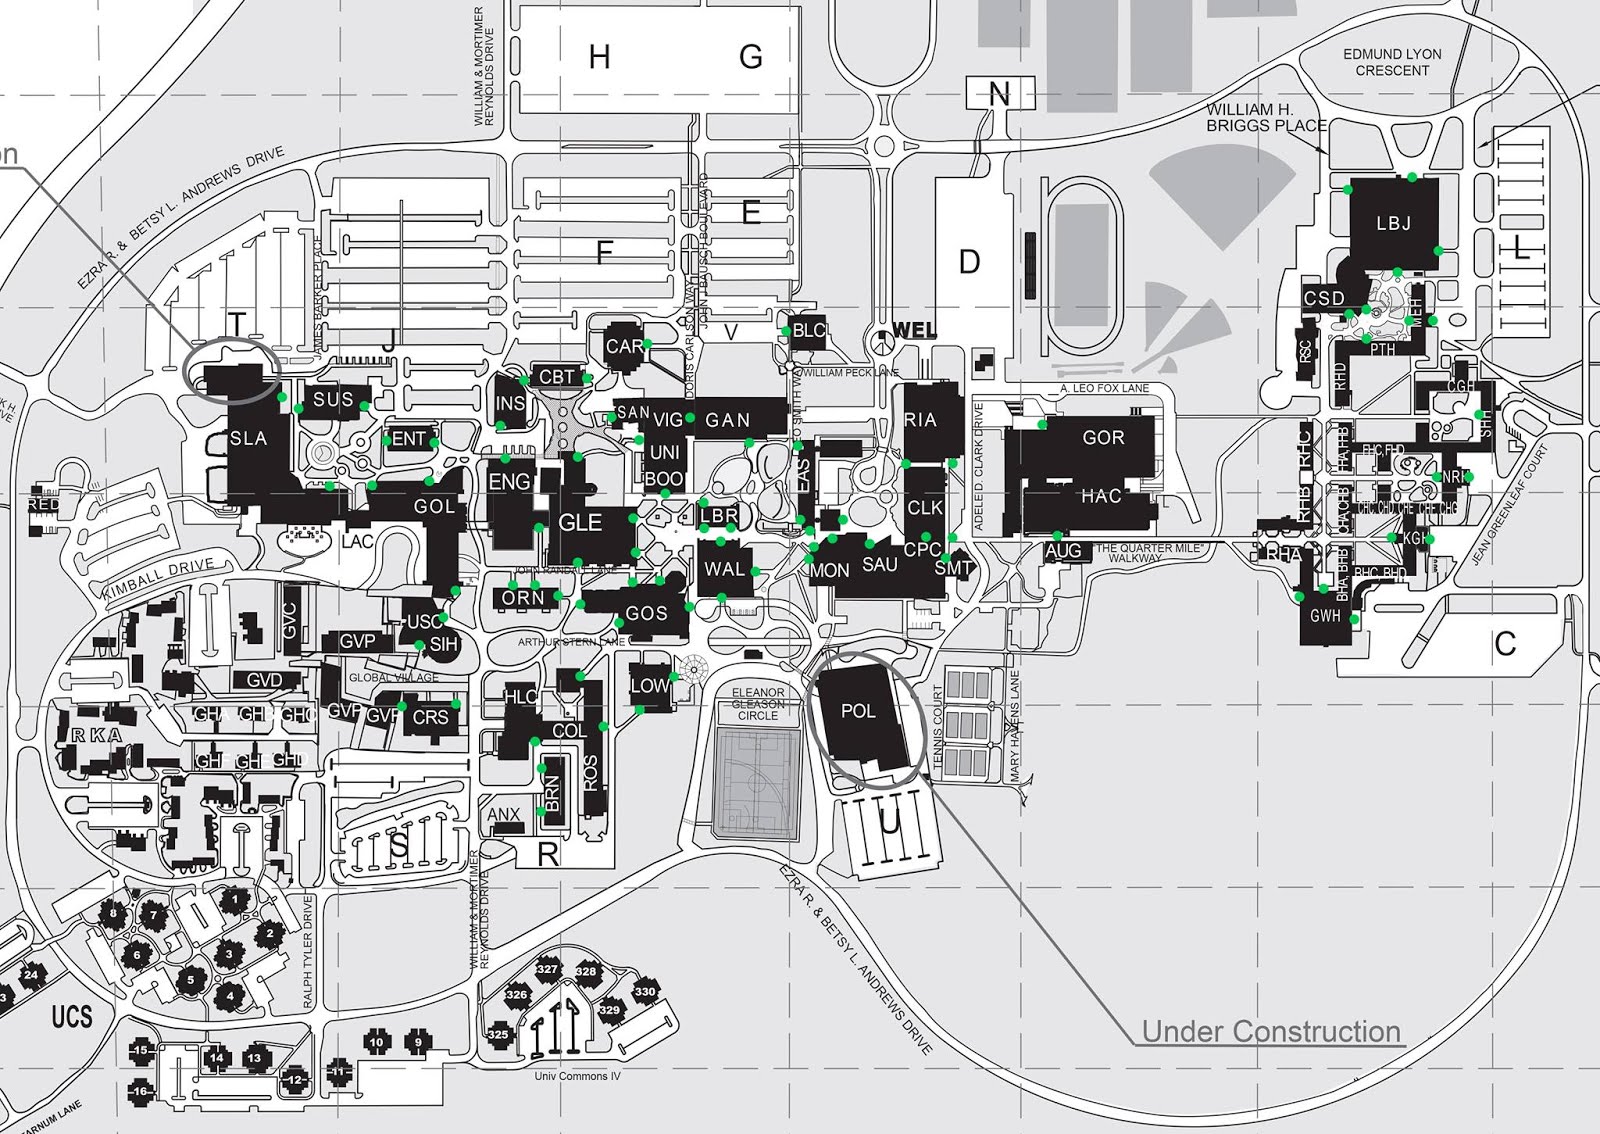 WILLIAM & MORTIMER
REYNOLDS DRIVE
H
G
N
EDMUND LYON
CRESCENT
WILLIAM H.
BRIGGS PLACE
on
EZRA R. & BETSY L. ANDREWS DRIVE
JAMES BARKER PLACE
T
J
F
E
D
V
DORIS CARLSON WAY
JOHN J BAUSCH BOULEVARD
LBJ
L
CSD
MEH
RSC
PTH
RHD
CGH
SHH
CAR
BLC
WEL
WILLIAM PECK LANE
A. LEO FOX LANE
CBT
INS
SUS
SLA
ENT
SAN
VIG
GAN
RIA
GOR
UNI
BOO
EAS
ENG
GOL
GLE
LBR
CLK
HAC
ADELE D. CLARK DRIVE
RHC
RHB
NRH
KGH
JEAN GREENLEAF COURT
RED
LAC
KIMBALL DRIVE
JOHN RANDALL LANE
WAL
MON
SAU
CPC
SMT
AUG
"THE QUARTER MILE"
WALKWAY
RHA
GWH
C
ORN
GOS
USC
SIH
GVC
GVP
ARTHUR STERN LANE
GLOBAL VILLAGE
GVD
GHA
GHB
GHC
GVP
GVP
CRS
HLC
COL
LOW
ROS
BRN
ELEANOR
GLEASON
CIRCLE
POL
TENNIS COURT
MARY HAVENS LANE
RKA
GHF
GHE
GHD
ANX
S
R
U
WILLIAM & MORTIMER
REYNOLDS DRIVE
RALPH TYLER DRIVE
EZRA R. & BETSY L. ANDREWS DRIVE
8
7
1
2
6
3
5
4
24
3
UCS
327
328
326
330
329
325
15
14
13
10
9
12
11
16
Univ Commons IV
Under Construction